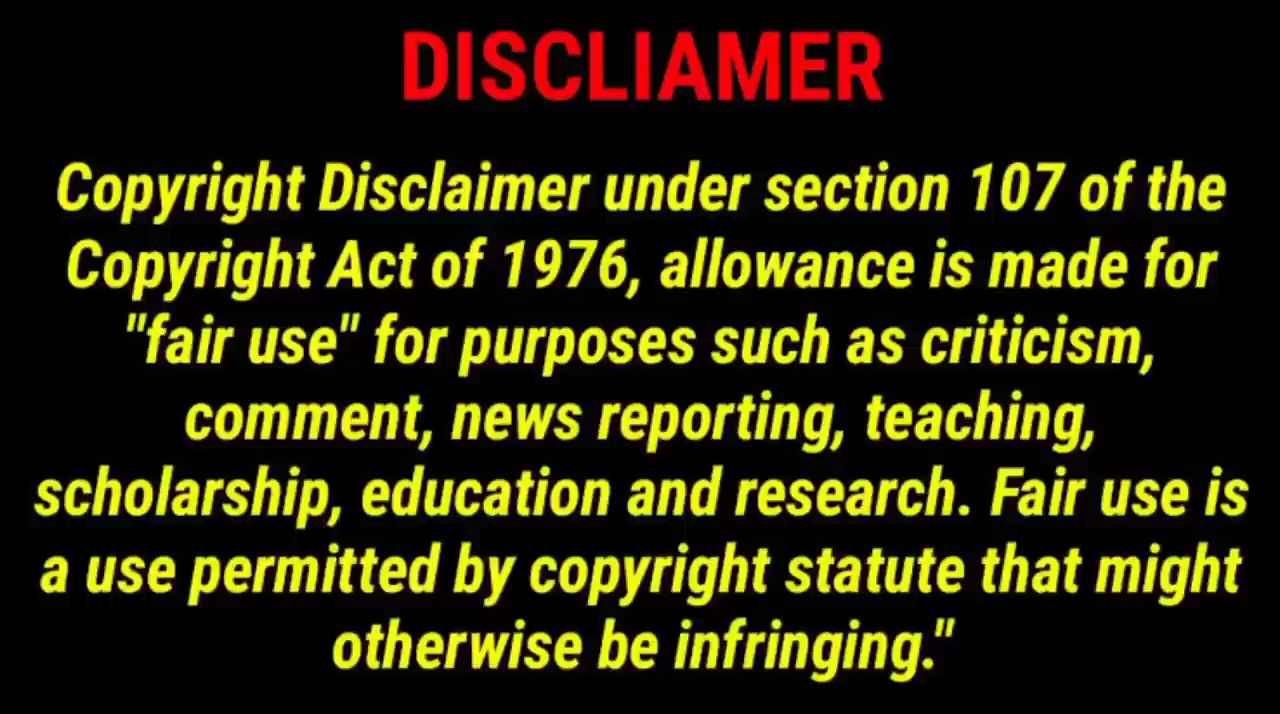 DISCLIAMER
Copyright Disclaimer under section 107 of the
Copyright Act of 1976, allowance is made for
"fair use" for purposes such as criticism,
comment, news reporting, teaching,
scholarship, education and research. Fair use is
a use permitted by copyright statute that might
otherwise be infringing."